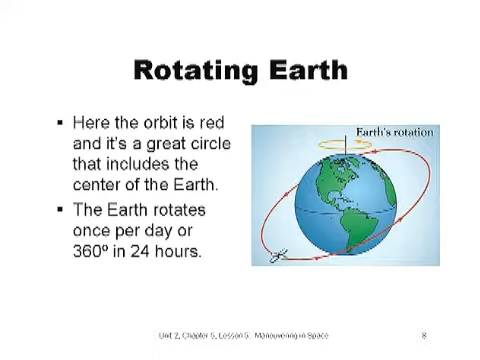 Rotating Earth
▪ Here the orbit is red
and it's a great circle
that includes the
center of the Earth.
▪ The Earth rotates
once per day or
360º in 24 hours.
Earth's rotation
Unit 2, Chapter 5, Lesson 5: Manouvering in Space
8